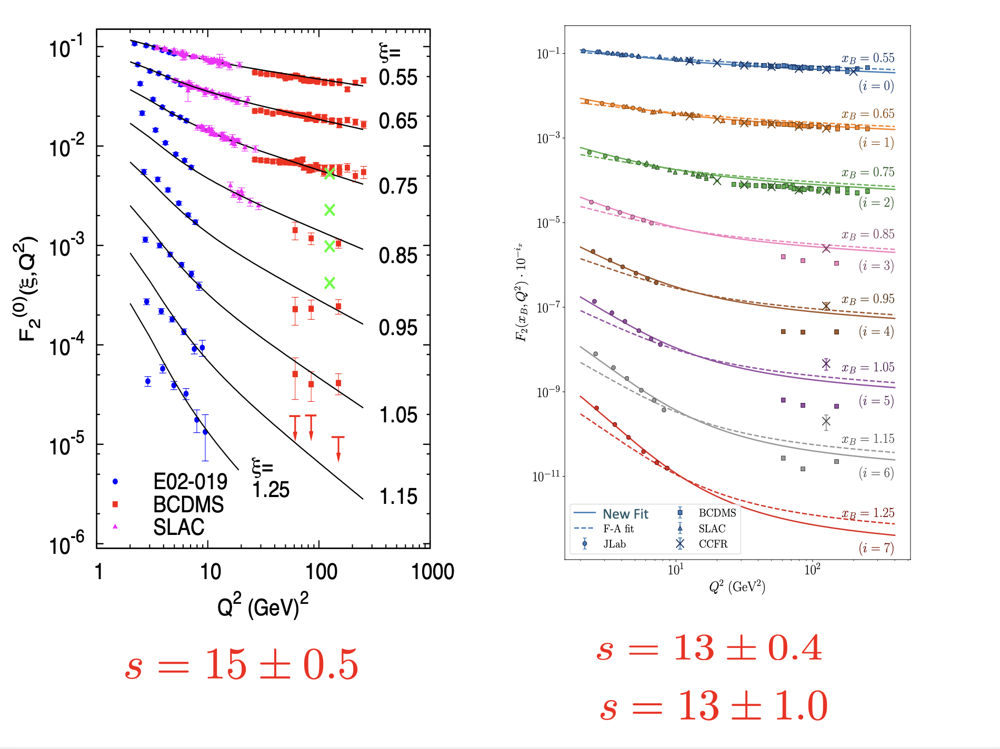 10^-1
10^-2
10^-3
10^-4
10^-5
10^-6
F_2^(0)(ξ,Q^2)
ξ=
0.55
0.65
0.75
0.85
0.95
1.05
1.15
ξ=
1.25
E02-019
BCDMS
SLAC
1 10 100 1000
Q^2 (GeV)^2
s = 15 ± 0.5
10^−1
10^−3
10^−5
10^−7
10^−9
10^−11
F_2(x_B, Q^2) · 10^−i_x
x_B = 0.55
(i = 0)
x_B = 0.65
(i = 1)
x_B = 0.75
(i = 2)
x_B = 0.85
(i = 3)
x_B = 0.95
(i = 4)
x_B = 1.05
(i = 5)
x_B = 1.15
(i = 6)
x_B = 1.25
(i = 7)
New Fit
F-A fit
JLab
BCDMS
SLAC
CCFR
10^1 10^2
Q^2 (GeV^2)
s = 13 ± 0.4
s = 13 ± 1.0